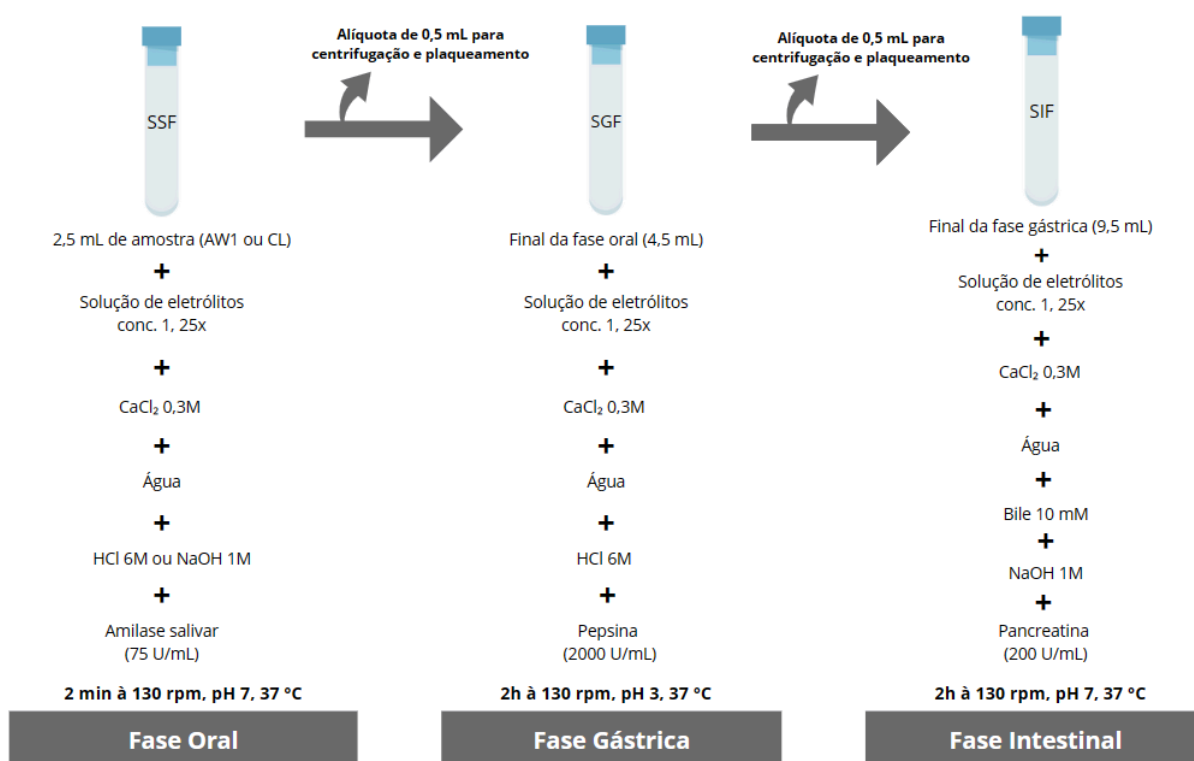 SSF
2,5 mL de amostra (AW1 ou CL)
+
Solução de eletrólitos
conc. 1, 25x
+
CaCl₂ 0,3M
+
Água
+
HCl 6M ou NaOH 1M
+
Amilase salivar
(75 U/mL)
2 min à 130 rpm, pH 7, 37 ºC
Fase Oral
Alíquota de 0,5 mL para
centrifugação e plaqueamento
SGF
Final da fase oral (4,5 mL)
+
Solução de eletrólitos
conc. 1, 25x
+
CaCl₂ 0,3M
+
Água
+
HCl 6M
+
Pepsina
(2000 U/mL)
2h à 130 rpm, pH 3, 37 ºC
Fase Gástrica
Alíquota de 0,5 mL para
centrifugação e plaqueamento
SIF
Final da fase gástrica (9,5 mL)
+
Solução de eletrólitos
conc. 1, 25x
+
CaCl₂ 0,3M
+
Água
+
Bile 10 mM
+
NaOH 1M
+
Pancreatina
(200 U/mL)
2h à 130 rpm, pH 7, 37 ºC
Fase Intestinal